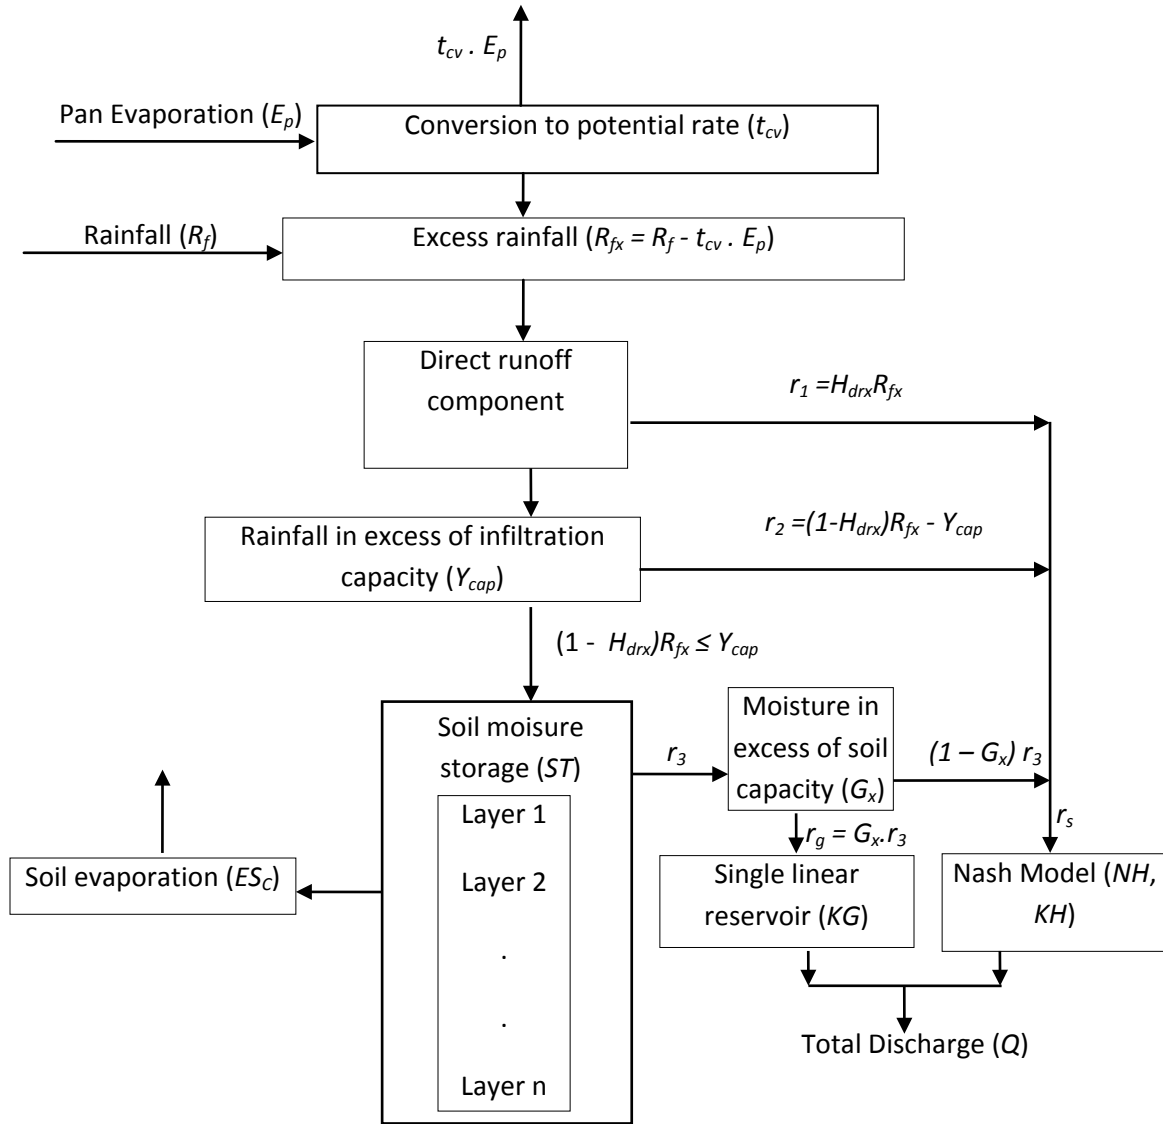 t_cv . E_p
Pan Evaporation (E_p)
Conversion to potential rate (t_cv)
Rainfall (R_f)
Excess rainfall (R_fx = R_f - t_cv . E_p)
Direct runoff
component
r_1 =H_drx R_fx
r_2 =(1-H_drx)R_fx - Y_cap
Rainfall in excess of infiltration
capacity (Y_cap)
(1 - H_drx)R_fx ≤ Y_cap
Soil moisure
storage (ST)
Layer 1
Layer 2
.
.
Layer n
r_3
Moisture in
excess of soil
capacity (G_x)
(1 – G_x) r_3
r_s
r_g = G_x.r_3
Soil evaporation (ES_C)
Single linear
reservoir (KG)
Nash Model (NH,
KH)
Total Discharge (Q)